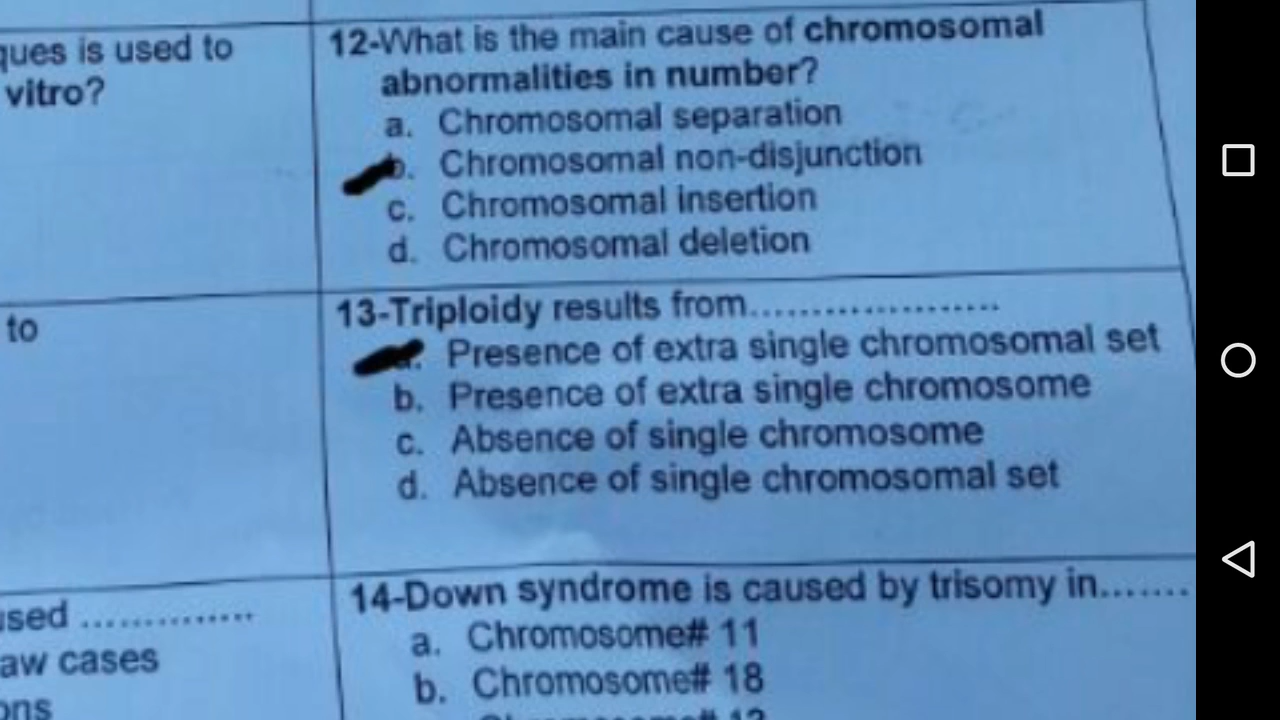 ques is used to
vitro?
to
used ..............
aw cases
ons
12-What is the main cause of chromosomal
abnormalities in number?
a. Chromosomal separation
b. Chromosomal non-disjunction
c. Chromosomal insertion
d. Chromosomal deletion
13-Triploidy results from.....................
a. Presence of extra single chromosomal set
b. Presence of extra single chromosome
c. Absence of single chromosome
d. Absence of single chromosomal set
14-Down syndrome is caused by trisomy in.......
a. Chromosome# 11
b. Chromosome# 18
Chromosome# 13